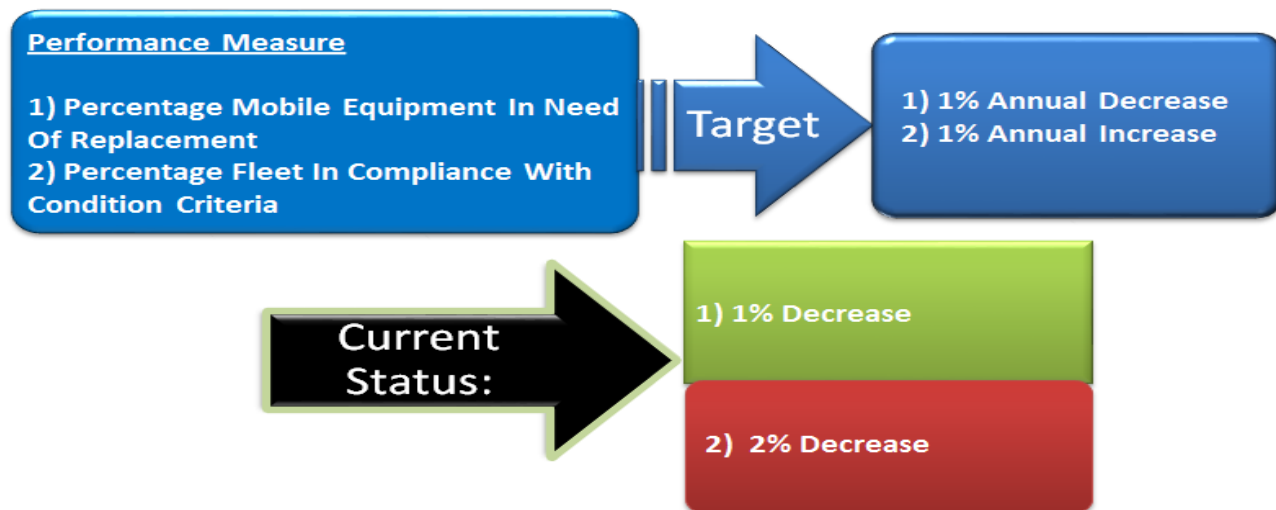 Performance Measure
1) Percentage Mobile Equipment In Need
Of Replacement
2) Percentage Fleet In Compliance With
Condition Criteria
Target
1) 1% Annual Decrease
2) 1% Annual Increase
Current
Status:
1) 1% Decrease
2) 2% Decrease